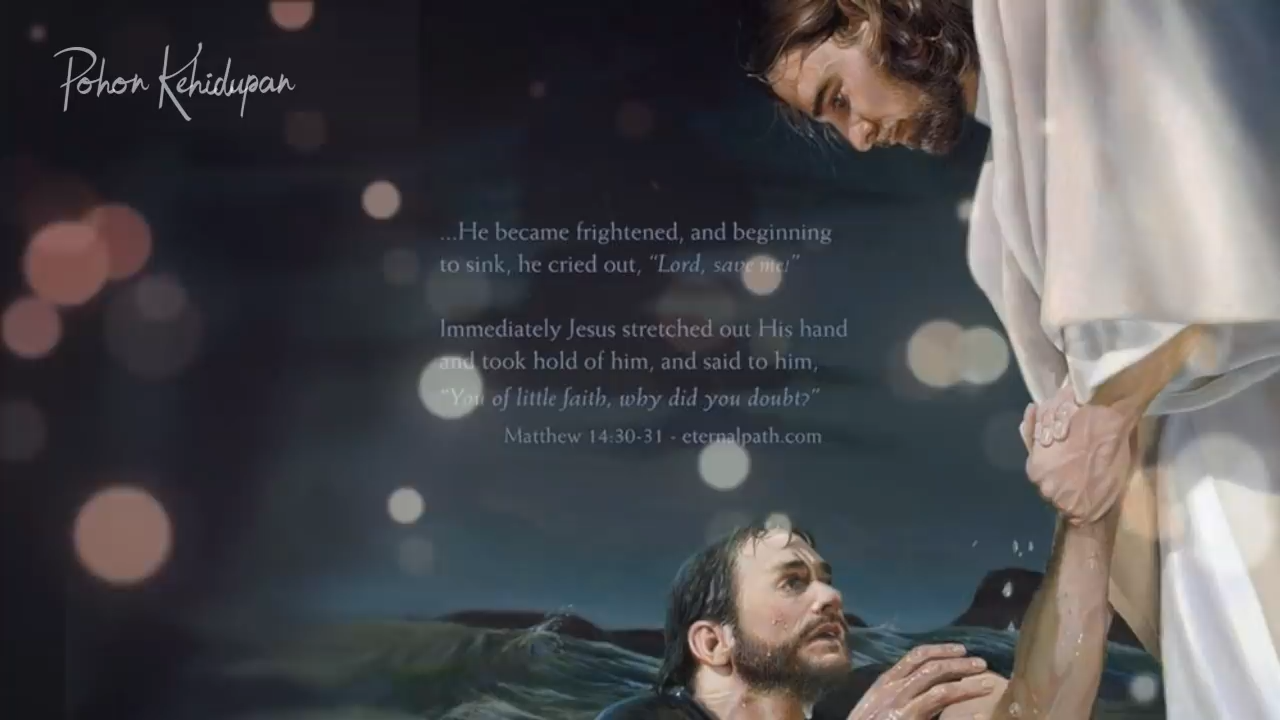 Pohon Kehidupan
...He became frightened, and beginning
to sink, he cried out, "Lord, save me!"
Immediately Jesus stretched out His hand
and took hold of him, and said to him,
"You of little faith, why did you doubt?"
Matthew 14:30-31 - eternalpath.com